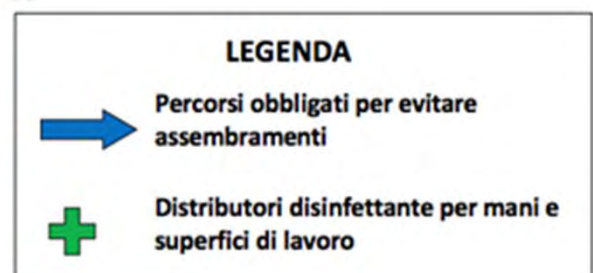 LEGENDA
Percorsi obbligati per evitare
assembramenti
Distributori disinfettante per mani e
superfici di lavoro